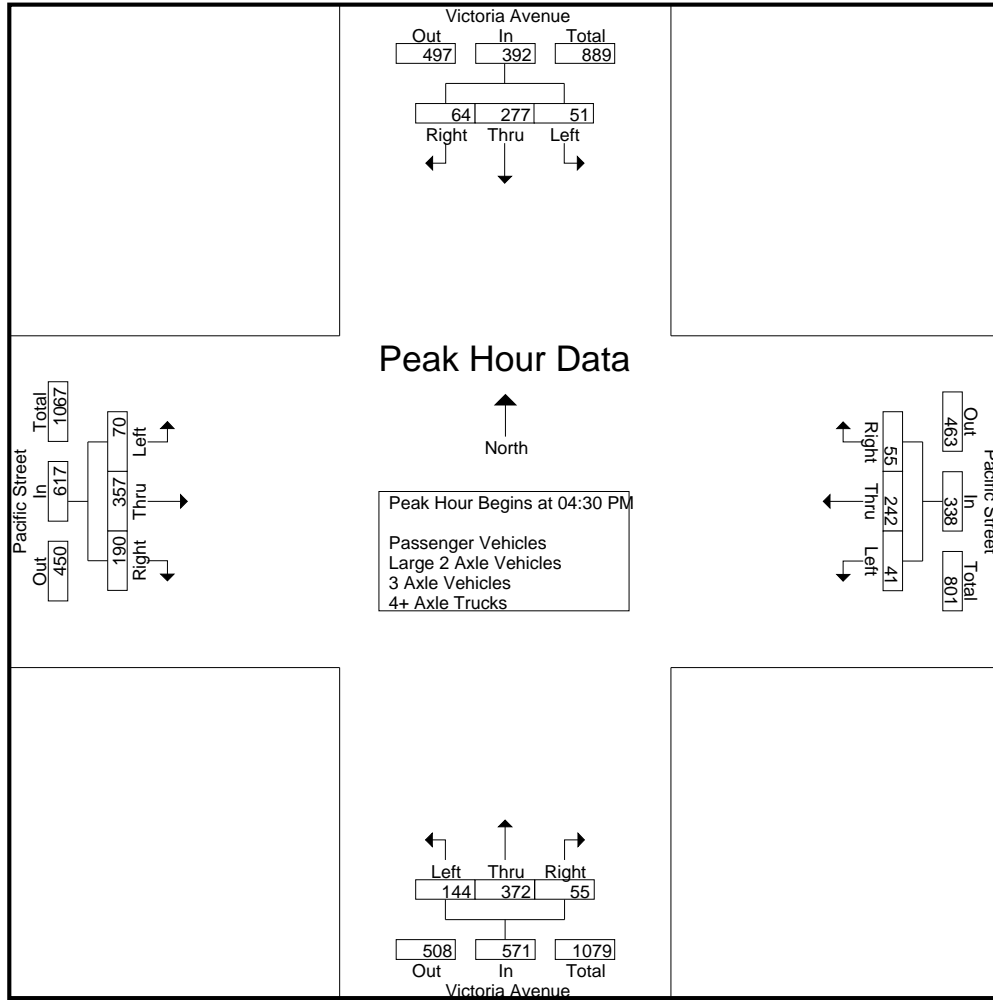 Victoria Avenue
Out In Total
497 392 889
64 277 51
Right Thru Left
Peak Hour Data
North
Peak Hour Begins at 04:30 PM
Passenger Vehicles
Large 2 Axle Vehicles
3 Axle Vehicles
4+ Axle Trucks
Pacific Street
Out In Total
450 617 1067
190 357 70
Right Thru Left
Pacific Street
Out In Total
463 338 801
55 242 41
Right Thru Left
Left Thru Right
144 372 55
508 571 1079
Out In Total
Victoria Avenue